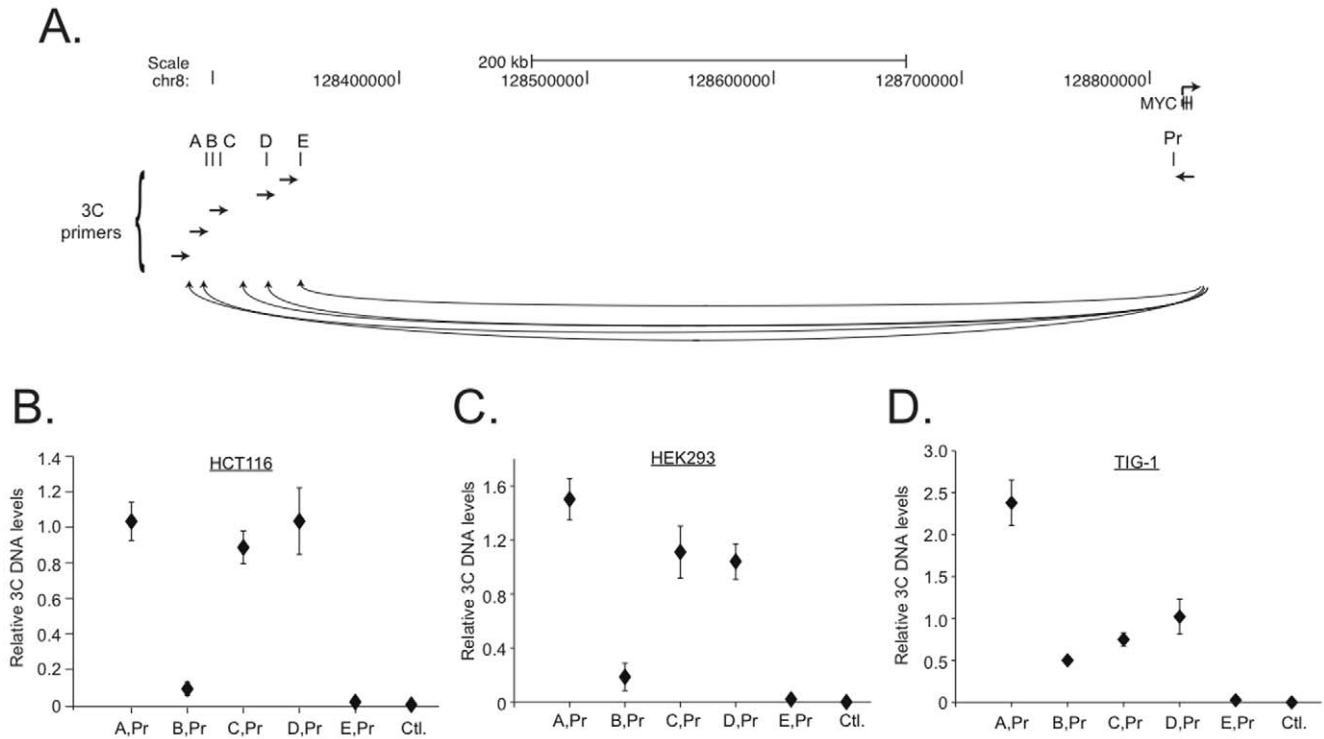 A.
Scale
chr8:
200 kb
128400000
128500000
128600000
128700000
128800000
MYC
A B C D E
Pr
3C
primers
B.
HCT116
Relative 3C DNA levels
1.4
1.2
1.0
0.8
0.6
0.4
0.2
0
A,Pr B,Pr C,Pr D,Pr E,Pr Ctl.
C.
HEK293
Relative 3C DNA levels
1.6
1.2
0.8
0.4
0
A,Pr B,Pr C,Pr D,Pr E,Pr Ctl.
D.
TIG-1
Relative 3C DNA levels
3.0
2.5
2.0
1.5
1.0
0.5
0
A,Pr B,Pr C,Pr D,Pr E,Pr Ctl.